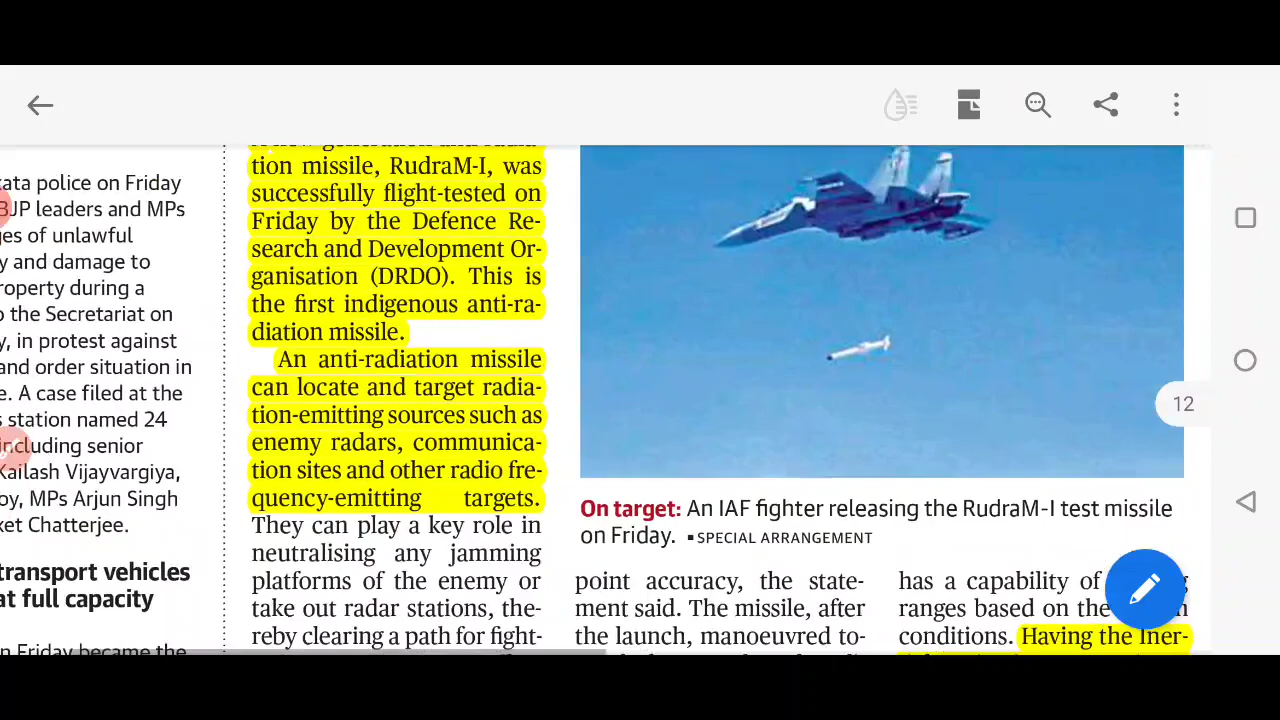 ata police on Friday
BJP leaders and MPs
ges of unlawful
y and damage to
roperty during a
o the Secretariat on
y, in protest against
and order situation in
e. A case filed at the
s station named 24
including senior
Kailash Vijayvargiya,
oy, MPs Arjun Singh
ket Chatterjee.
transport vehicles
at full capacity
n Friday became the
tion missile, RudraM-I, was
successfully flight-tested on
Friday by the Defence Re-
search and Development Or-
ganisation (DRDO). This is
the first indigenous anti-ra-
diation missile.
An anti-radiation missile
can locate and target radia-
tion-emitting sources such as
enemy radars, communica-
tion sites and other radio fre-
quency-emitting targets.
They can play a key role in
neutralising any jamming
platforms of the enemy or
take out radar stations, the-
reby clearing a path for fight-
On target: An IAF fighter releasing the RudraM-I test missile
on Friday. ▪ SPECIAL ARRANGEMENT
point accuracy, the state-
ment said. The missile, after
the launch, manoeuvred to-
has a capability of
ranges based on the
conditions. Having the Iner-
12